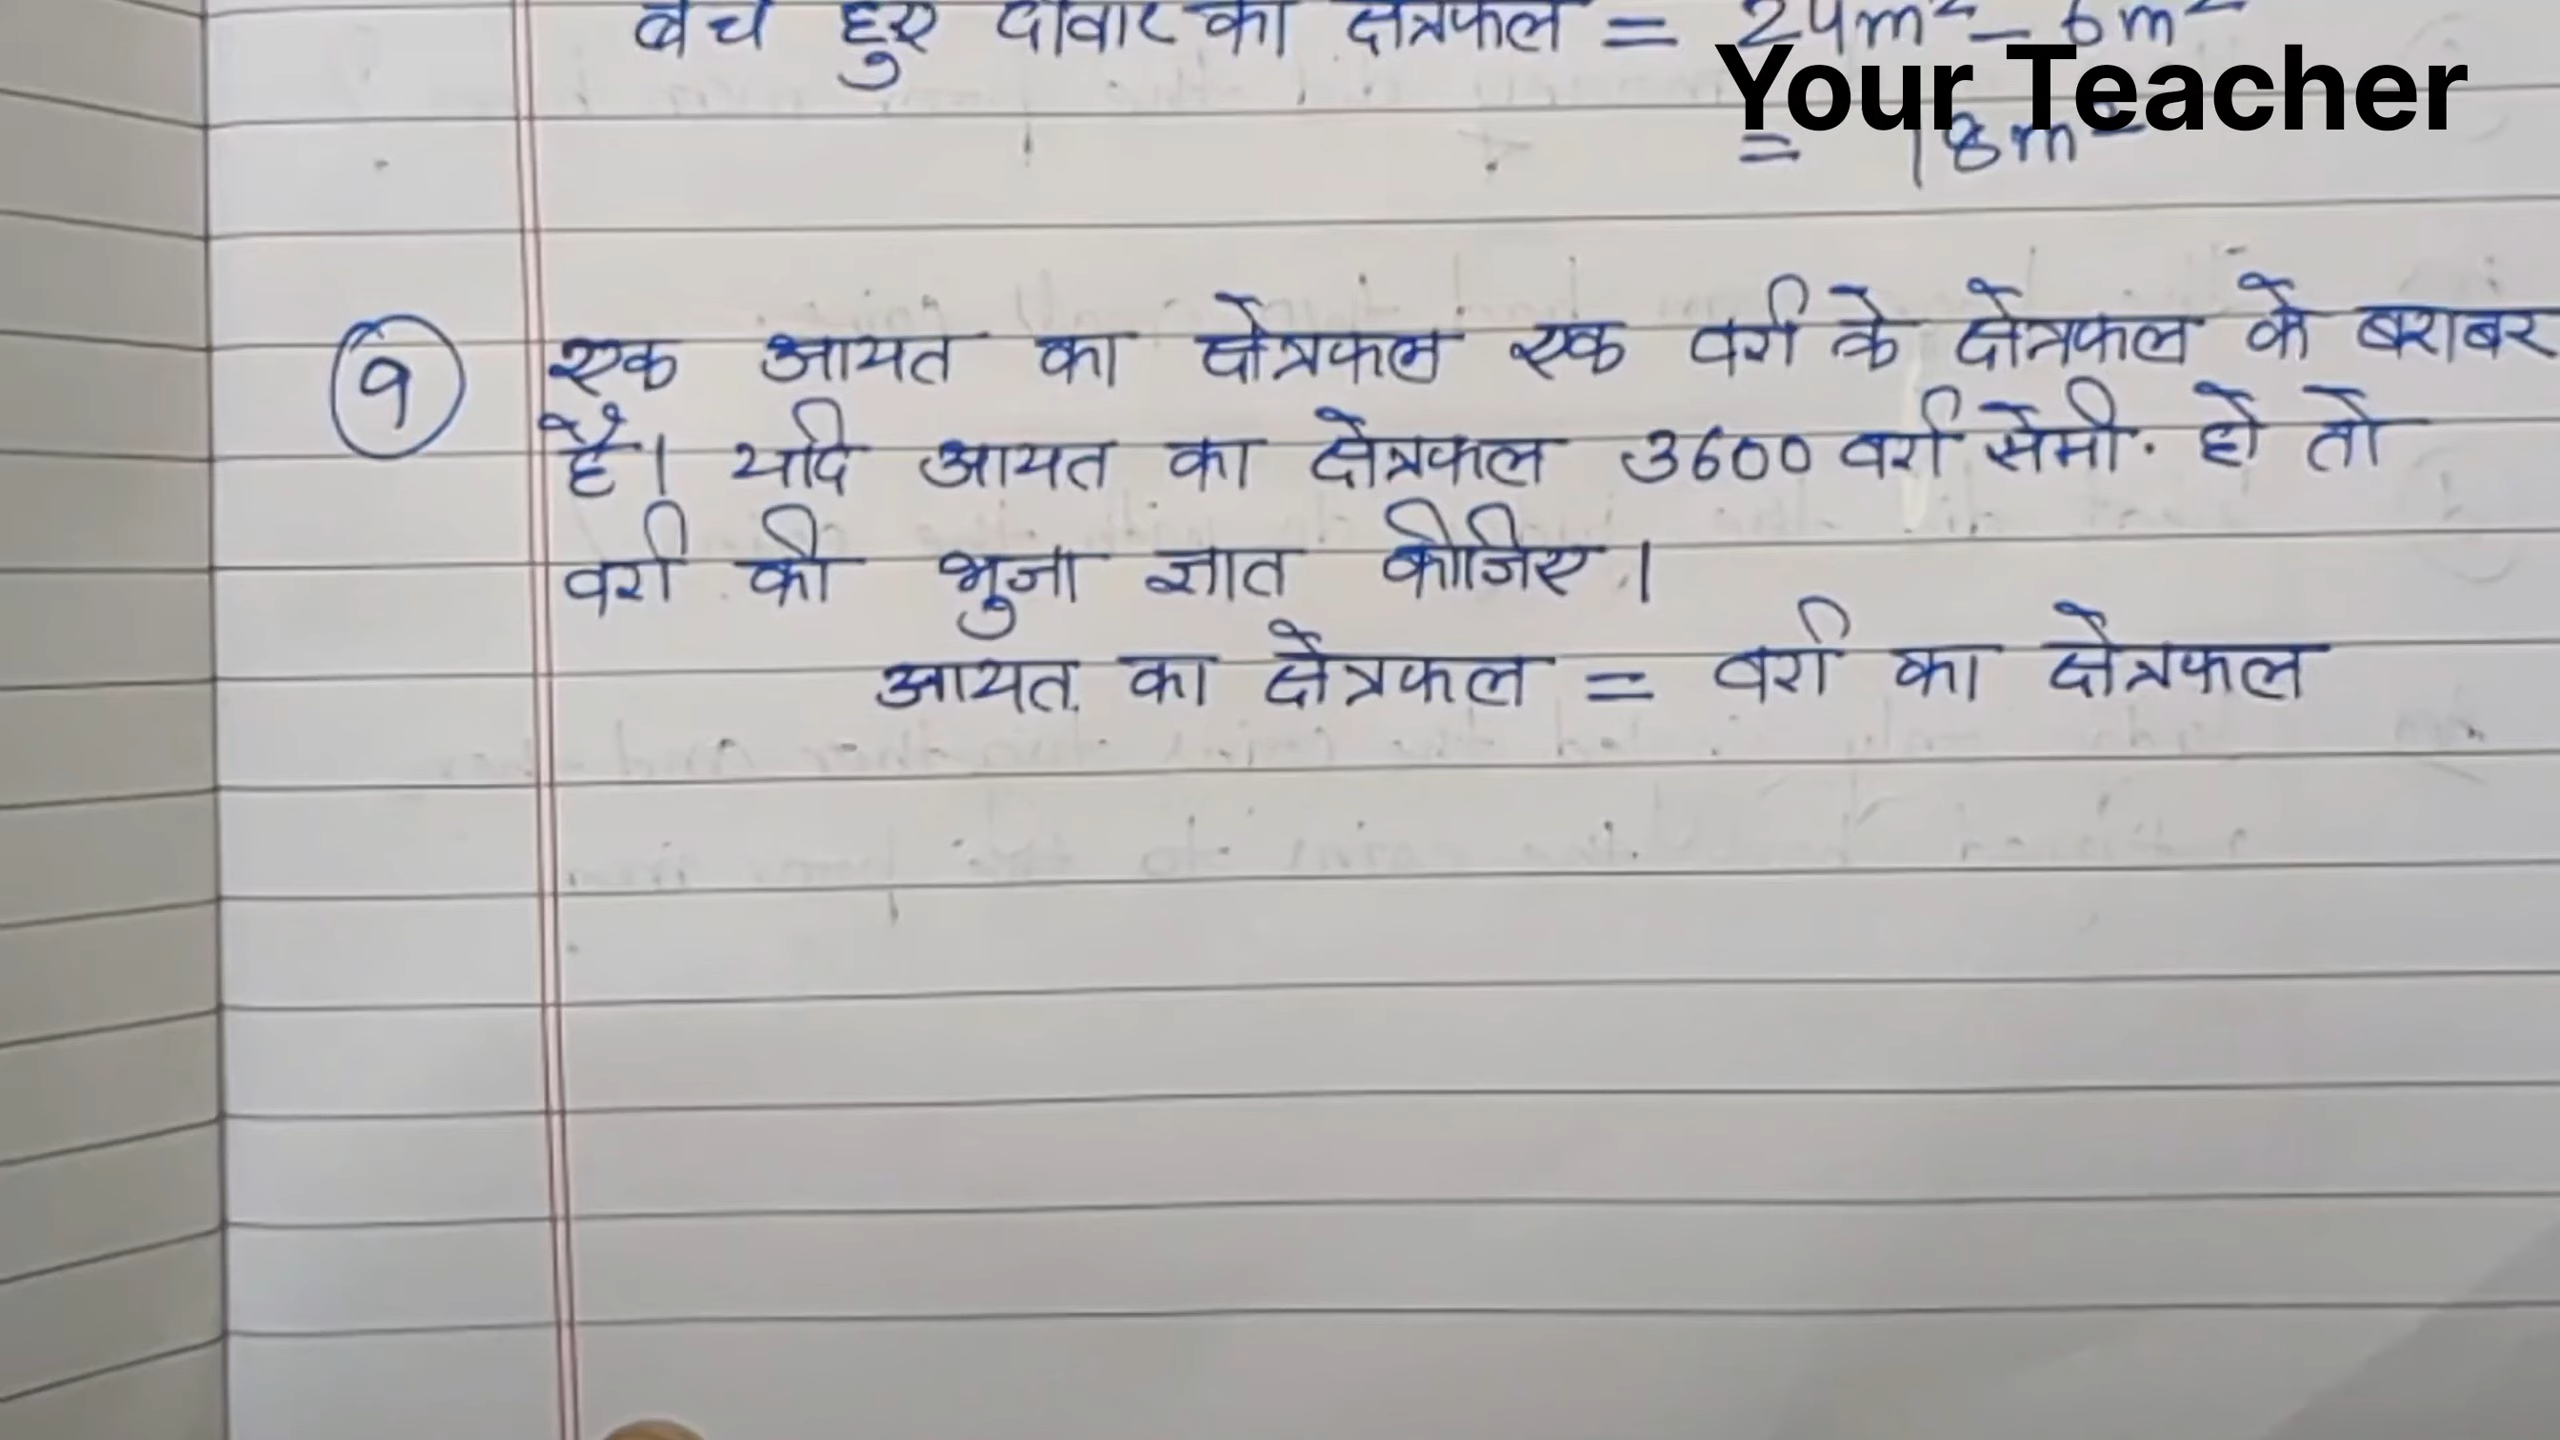 बचे हुए दीवार का क्षेत्रफल = 24m² - 6m²
Your Teacher
= 18m²
9 एक आयत का क्षेत्रफल एक वर्ग के क्षेत्रफल के बराबर
है। यदि आयत का क्षेत्रफल 3600 वर्ग सेमी. हो तो
वर्ग की भुजा ज्ञात कीजिए।
आयत का क्षेत्रफल = वर्ग का क्षेत्रफल